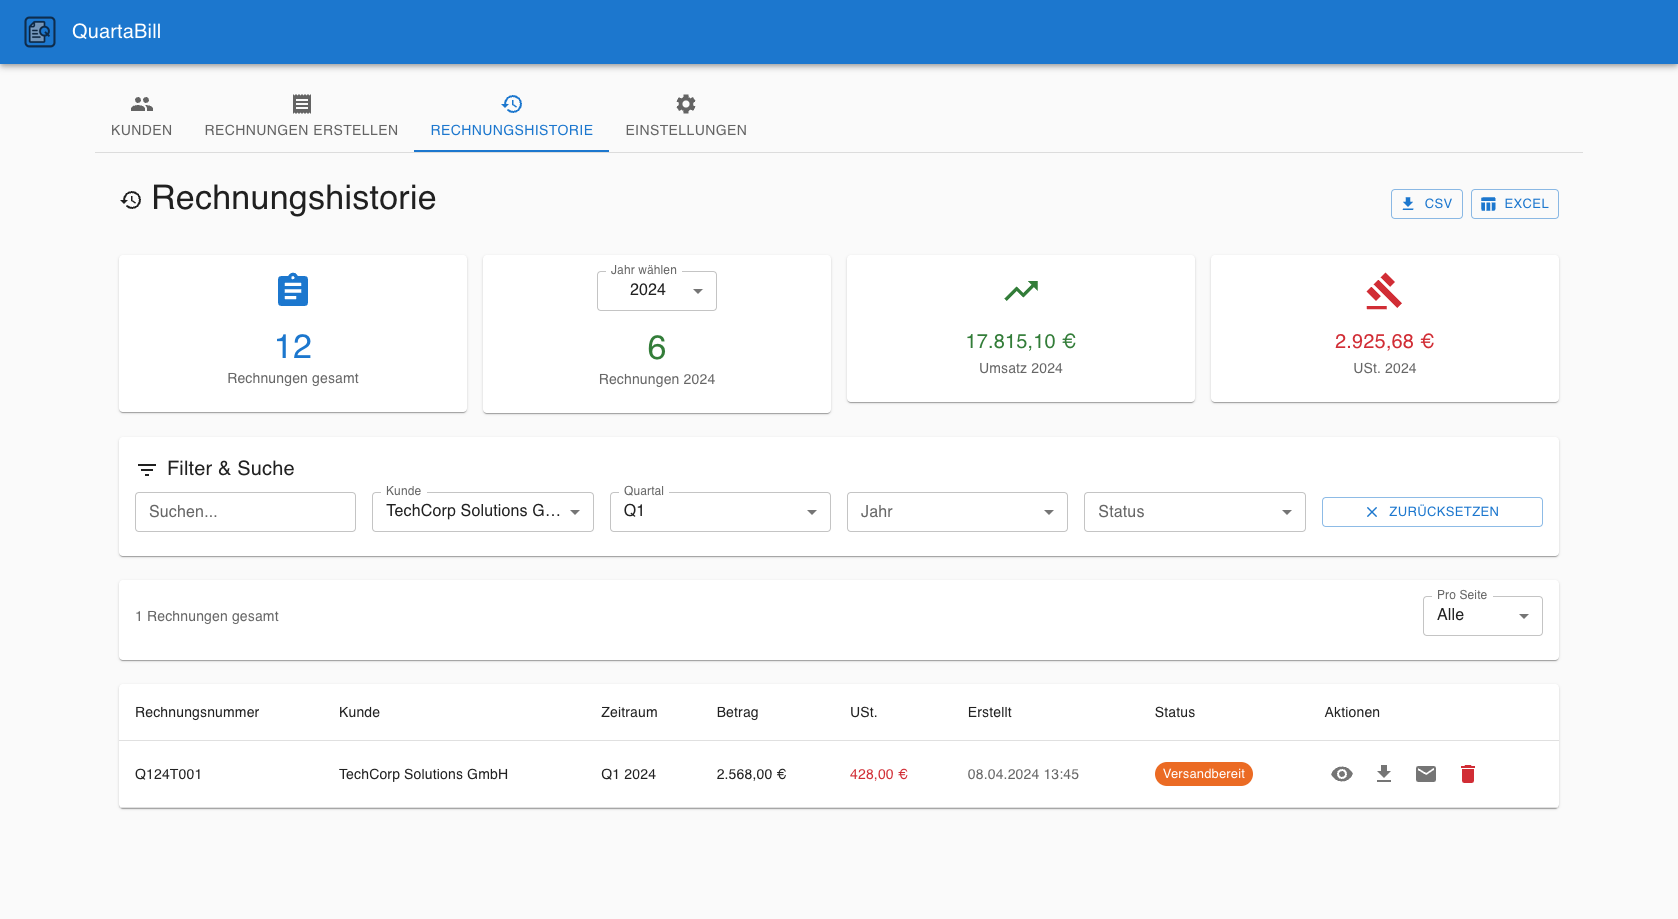 QuartaBill
KUNDEN
RECHNUNGEN ERSTELLEN
RECHNUNGSHISTORIE
EINSTELLUNGEN
Rechnungshistorie
CSV
EXCEL
12
Rechnungen gesamt
Jahr wählen
2024
6
Rechnungen 2024
17.815,10 €
Umsatz 2024
2.925,68 €
USt. 2024
Filter & Suche
Suchen...
Kunde
TechCorp Solutions G...
Quartal
Q1
Jahr
Status
ZURÜCKSETZEN
1 Rechnungen gesamt
Pro Seite
Alle
Rechnungsnummer Kunde Zeitraum Betrag USt. Erstellt Status Aktionen
Q124T001 TechCorp Solutions GmbH Q1 2024 2.568,00 € 428,00 € 08.04.2024 13:45 Versandbereit